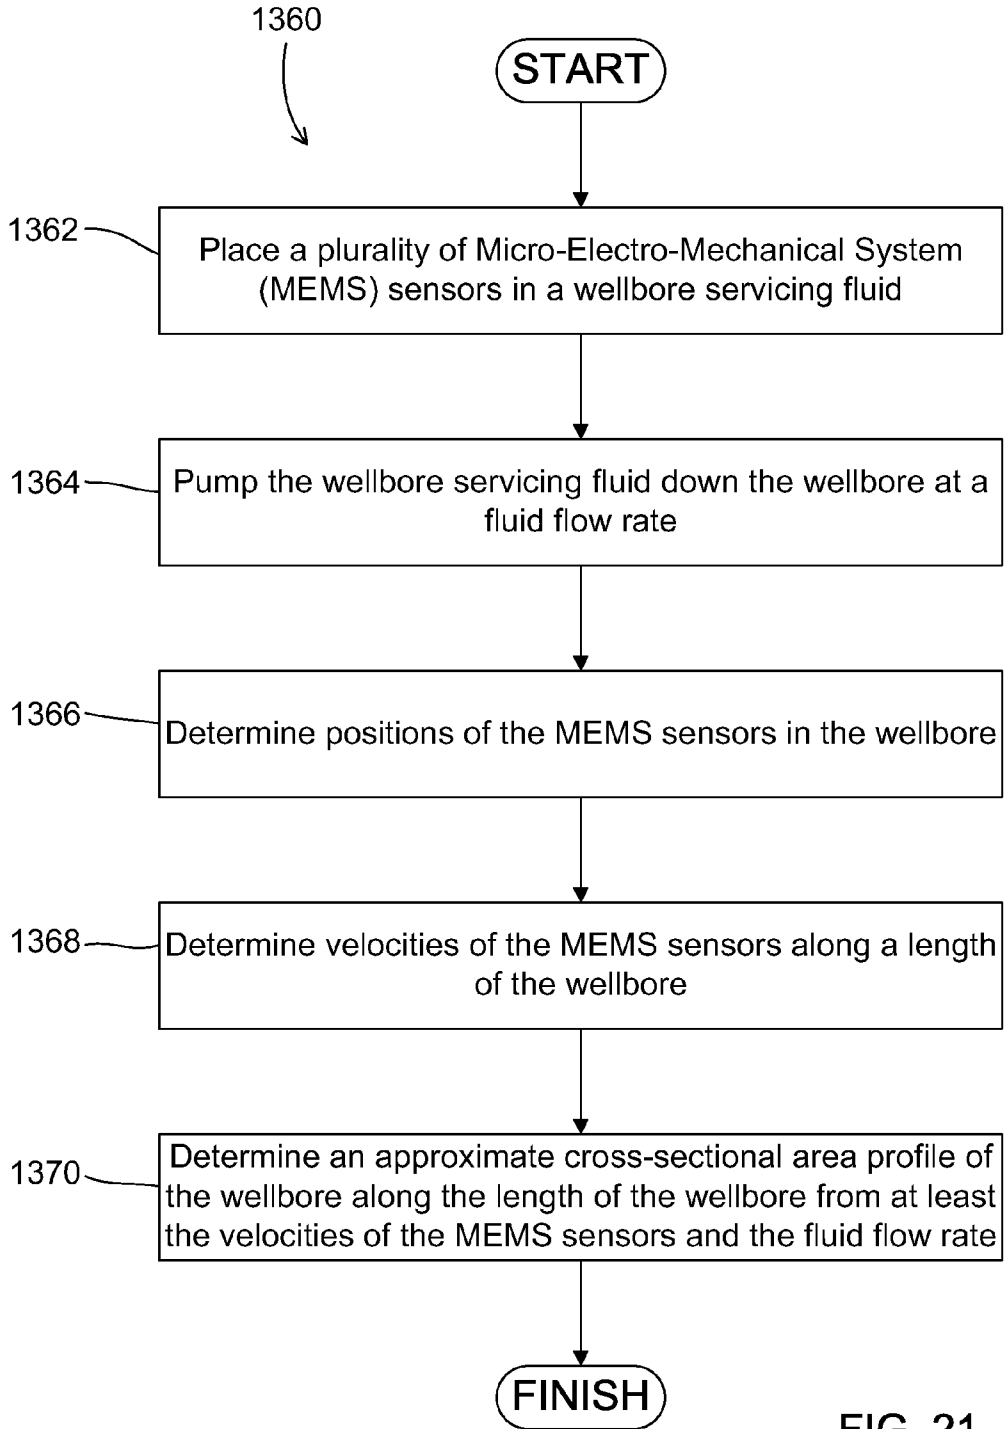 1360
START
1362
Place a plurality of Micro-Electro-Mechanical System
(MEMS) sensors in a wellbore servicing fluid
1364
Pump the wellbore servicing fluid down the wellbore at a
fluid flow rate
1366
Determine positions of the MEMS sensors in the wellbore
1368
Determine velocities of the MEMS sensors along a length
of the wellbore
1370
Determine an approximate cross-sectional area profile of
the wellbore along the length of the wellbore from at least
the velocities of the MEMS sensors and the fluid flow rate
FINISH
FIG. 21